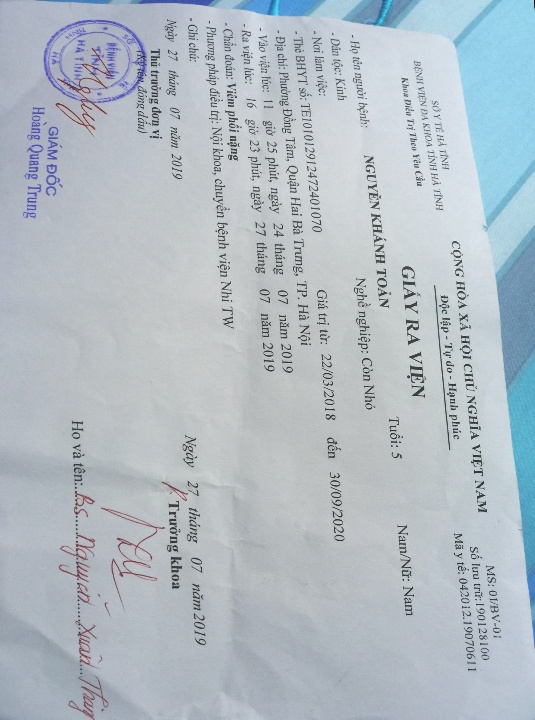 SỞ Y TẾ HÀ TĨNH
BỆNH VIỆN ĐA KHOA TỈNH HÀ TĨNH
Khoa Điều Trị Theo Yêu Cầu
CỘNG HÒA XÃ HỘI CHỦ NGHĨA VIỆT NAM
Độc lập - Tự do - Hạnh phúc
MS: 01/BV-01
Số lưu trữ:190128100
Mã y tế: 042012.19070611
GIẤY RA VIỆN
- Họ tên người bệnh: NGUYỄN KHÁNH TOẢN Tuổi: 5 Nam/Nữ: Nam
- Dân tộc: Kinh Nghề nghiệp: Còn Nhỏ
- Nơi làm việc:
- Thẻ BHYT số: TE101012912472401070 Giá trị từ: 22/03/2018 đến 30/09/2020
- Địa chỉ: Phường Đồng Tâm, Quận Hai Bà Trưng, TP. Hà Nội
- Vào viện lúc: 11 giờ 25 phút, ngày 24 tháng 07 năm 2019
- Ra viện lúc: 16 giờ 23 phút, ngày 27 tháng 07 năm 2019
- Chẩn đoán: Viêm phổi nặng
- Phương pháp điều trị: Nội khoa, chuyển bệnh viện Nhi TW
- Ghi chú:
Ngày 27 tháng 07 năm 2019
Thủ trưởng đơn vị
(Ký tên, đóng dấu)
SỞ Y TẾ
BỆNH VIỆN
TỈNH
HÀ TĨNH
GIÁM ĐỐC
Hoàng Quang Trung
Ngày 27 tháng 07 năm 2019
P. Trưởng khoa
Họ và tên: Bs. Nguyễn Xuân